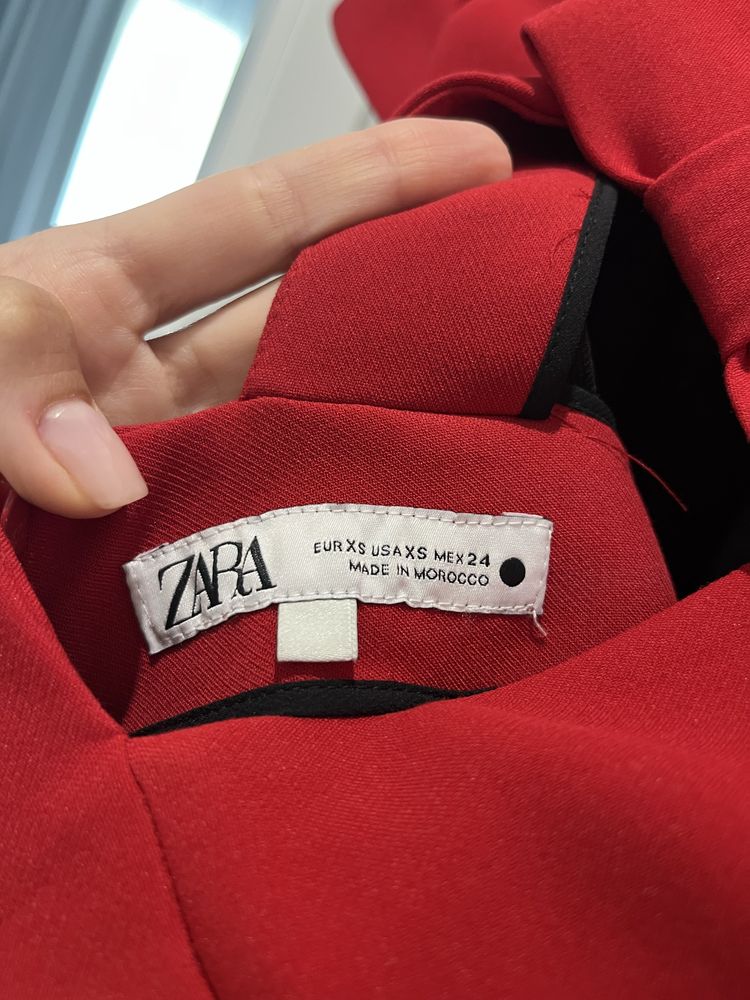 ZARA
EUR XS USA XS MEX 24
MADE IN MOROCCO